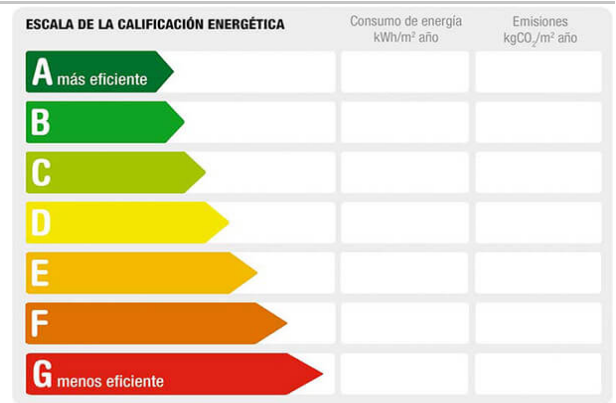 ESCALA DE LA CALIFICACIÓN ENERGÉTICA
Consumo de energía
kWh/m² año
Emisiones
kgCO₂/m² año
A más eficiente
B
C
D
E
F
G menos eficiente